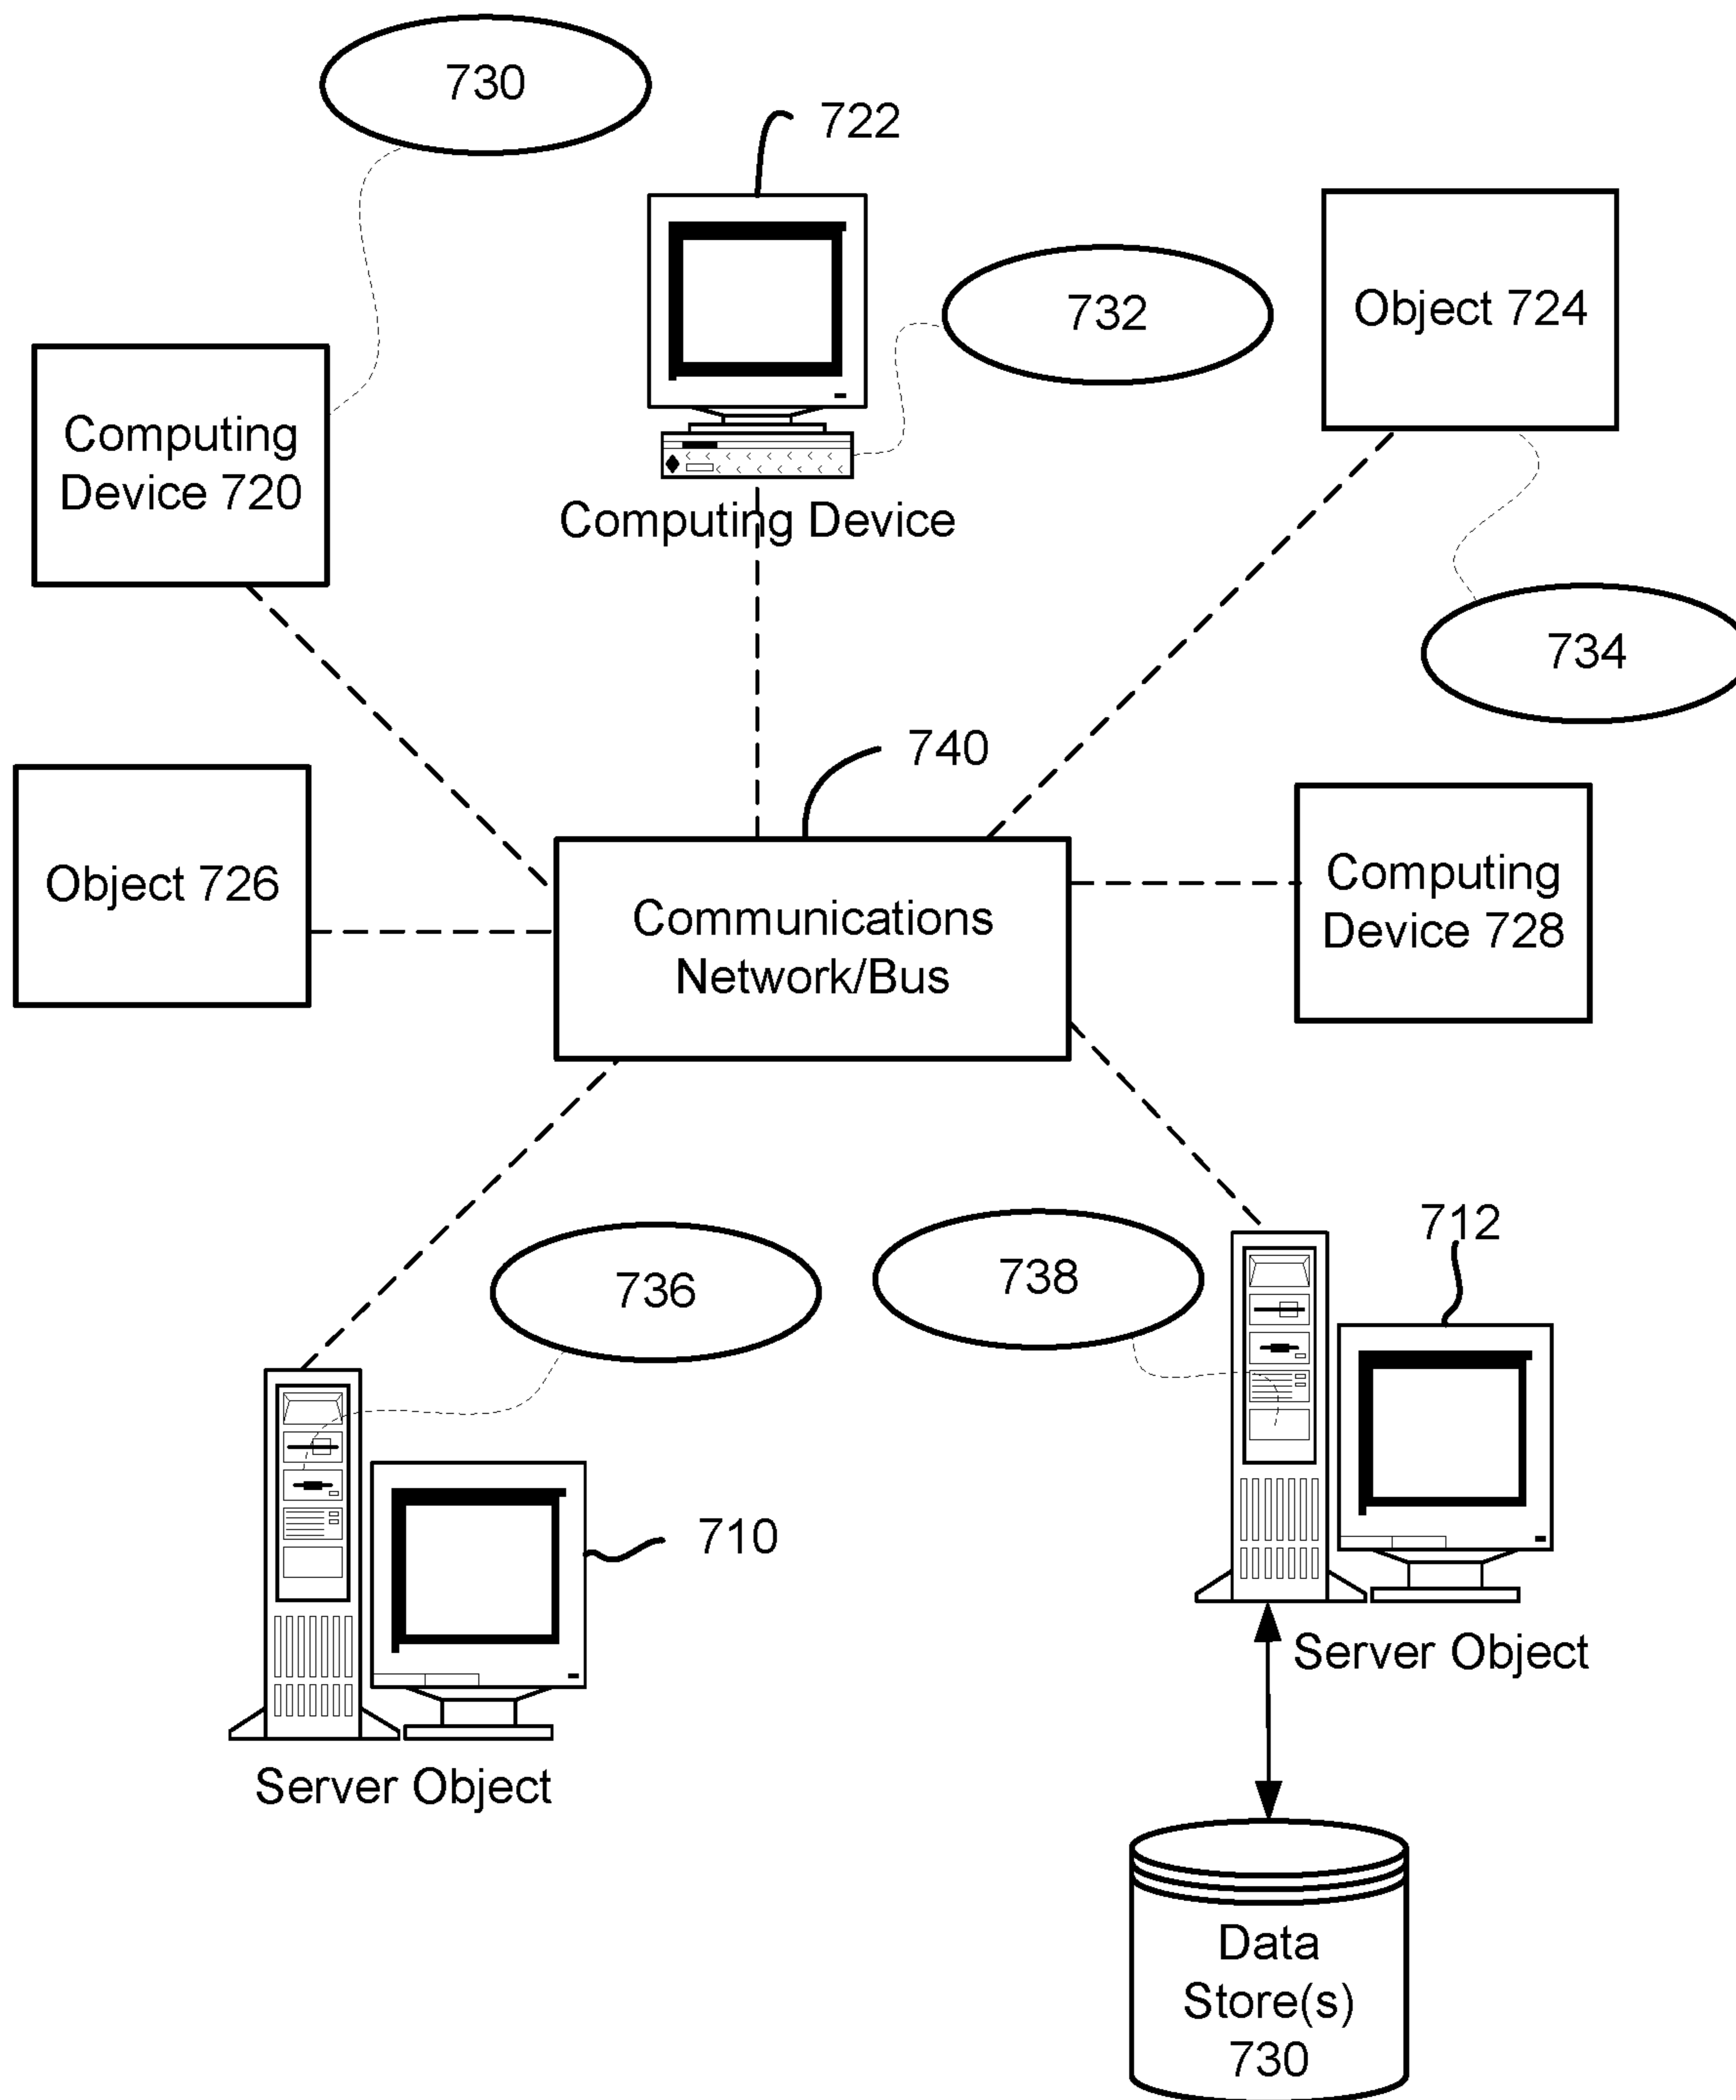 730
722
732
Object 724
Computing
Device 720
Computing Device
734
740
Object 726
Computing
Device 728
Communications
Network/Bus
712
736
738
710
Server Object
Server Object
Data
Store(s)
730